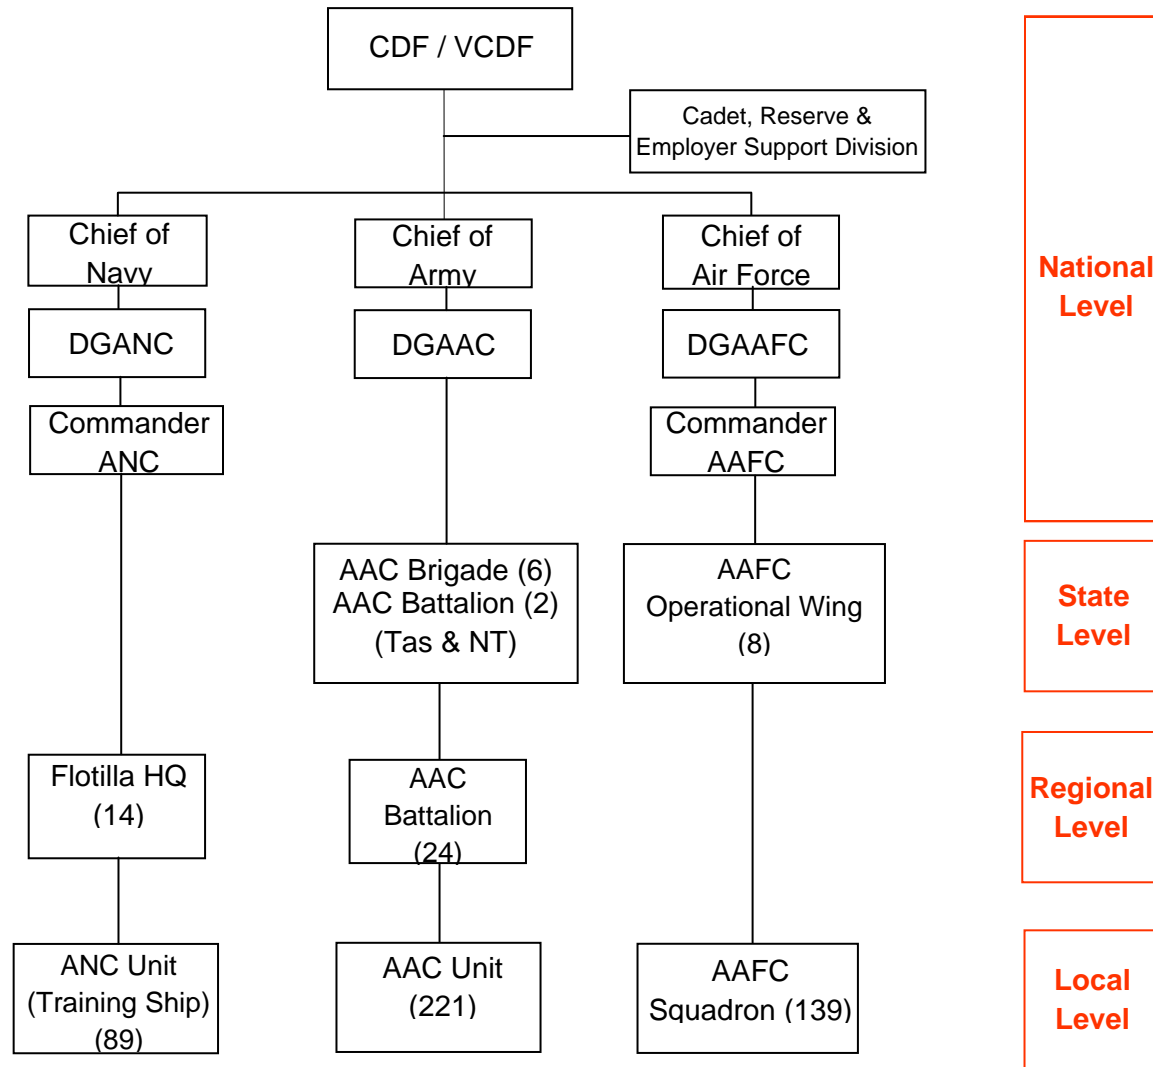 CDF / VCDF
Cadet, Reserve &
Employer Support Division
Chief of
Navy
Chief of
Army
Chief of
Air Force
National
Level
DGANC
DGAAC
DGAAFC
Commander
ANC
Commander
AAFC
AAC Brigade (6)
AAC Battalion (2)
(Tas & NT)
AAFC
Operational Wing
(8)
State
Level
Flotilla HQ
(14)
AAC
Battalion
(24)
Regional
Level
ANC Unit
(Training Ship)
(89)
AAC Unit
(221)
AAFC
Squadron (139)
Local
Level